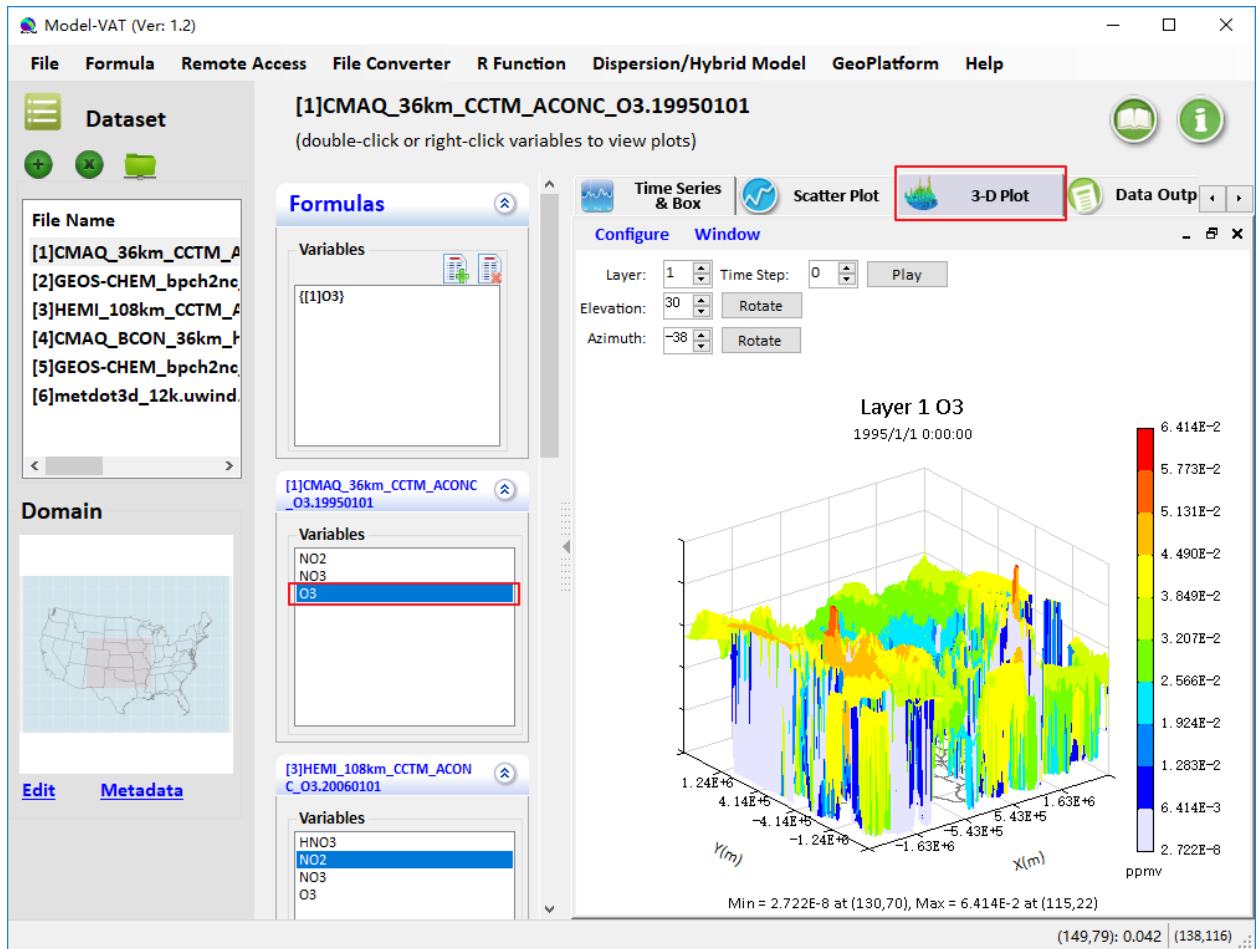 Model-VAT (Ver: 1.2)
File Formula Remote Access File Converter R Function Dispersion/Hybrid Model GeoPlatform Help
Dataset
[1]CMAQ_36km_CCTM_ACONC_O3.19950101
(double-click or right-click variables to view plots)
File Name
[1]CMAQ_36km_CCTM_A
[2]GEOS-CHEM_bpch2nc
[3]HEMI_108km_CCTM_A
[4]CMAQ_BCON_36km_h
[5]GEOS-CHEM_bpch2nc
[6]metdot3d_12k.uwind.
Domain
Edit Metadata
Formulas
Variables
{[1]O3}
[1]CMAQ_36km_CCTM_ACONC
_O3.19950101
Variables
NO2
NO3
O3
[3]HEMI_108km_CCTM_ACON
C_O3.20060101
Variables
HNO3
NO2
NO3
O3
Time Series
& Box
Scatter Plot
3-D Plot
Data Outp
Configure Window
Layer: 1 Time Step: 0 Play
Elevation: 30 Rotate
Azimuth: -38 Rotate
Layer 1 O3
1995/1/1 0:00:00
6.414E-2
5.773E-2
5.131E-2
4.490E-2
3.849E-2
3.207E-2
2.566E-2
1.924E-2
1.283E-2
6.414E-3
2.722E-8
ppmv
1.24E+6
4.14E+5
-4.14E+5
-1.24E+6
Y(m)
-1.63E+6
-5.43E+5
5.43E+5
1.63E+6
X(m)
Min = 2.722E-8 at (130,70), Max = 6.414E-2 at (115,22)
(149,79): 0.042 (138,116)